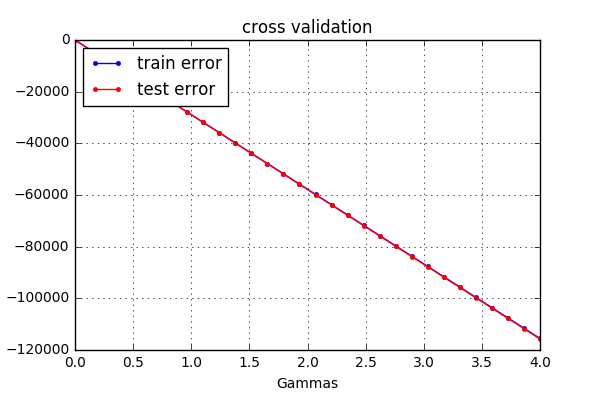 cross validation
train error
test error
0
−20000
−40000
−60000
−80000
−100000
−120000
0.0 0.5 1.0 1.5 2.0 2.5 3.0 3.5 4.0
Gammas